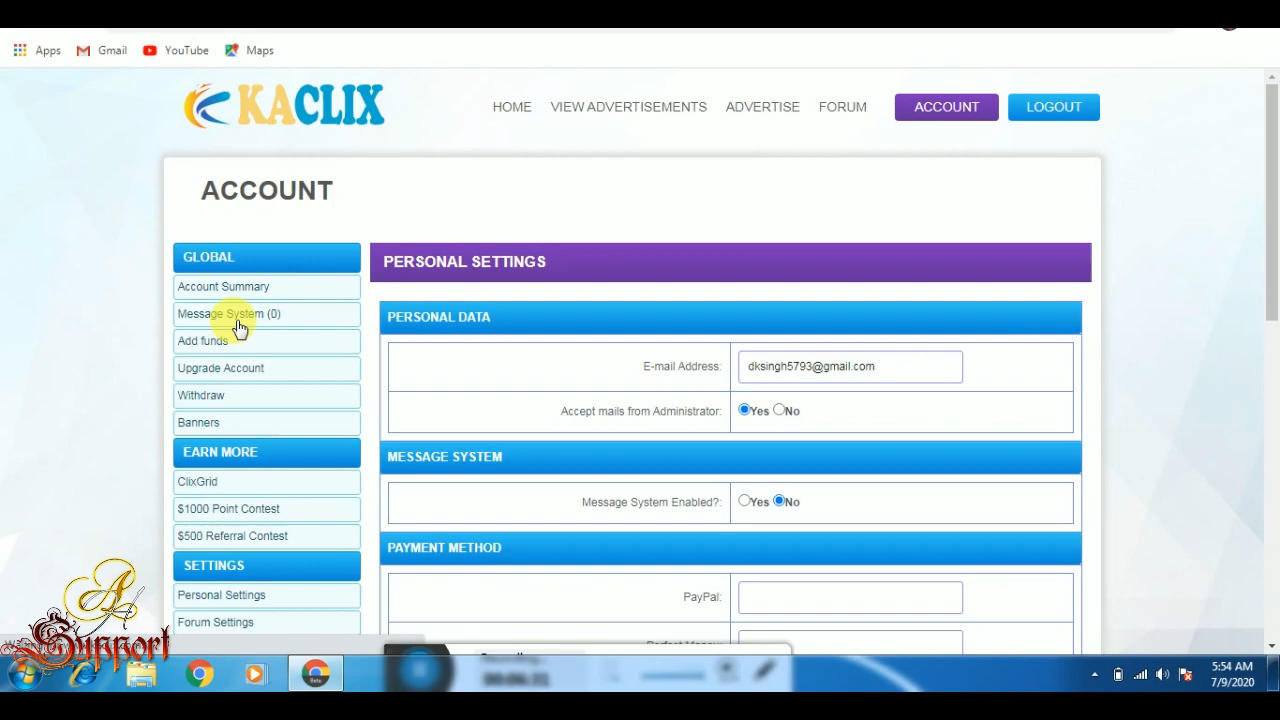 Apps Gmail YouTube Maps
KACLIX
HOME VIEW ADVERTISEMENTS ADVERTISE FORUM ACCOUNT LOGOUT
ACCOUNT
GLOBAL
Account Summary
Message System (0)
Add funds
Upgrade Account
Withdraw
Banners
EARN MORE
ClixGrid
$1000 Point Contest
$500 Referral Contest
SETTINGS
Personal Settings
Forum Settings
PERSONAL SETTINGS
PERSONAL DATA
E-mail Address: dksingh5793@gmail.com
Accept mails from Administrator: Yes No
MESSAGE SYSTEM
Message System Enabled?: Yes No
PAYMENT METHOD
PayPal:
A
Support
5:54 AM
7/9/2020